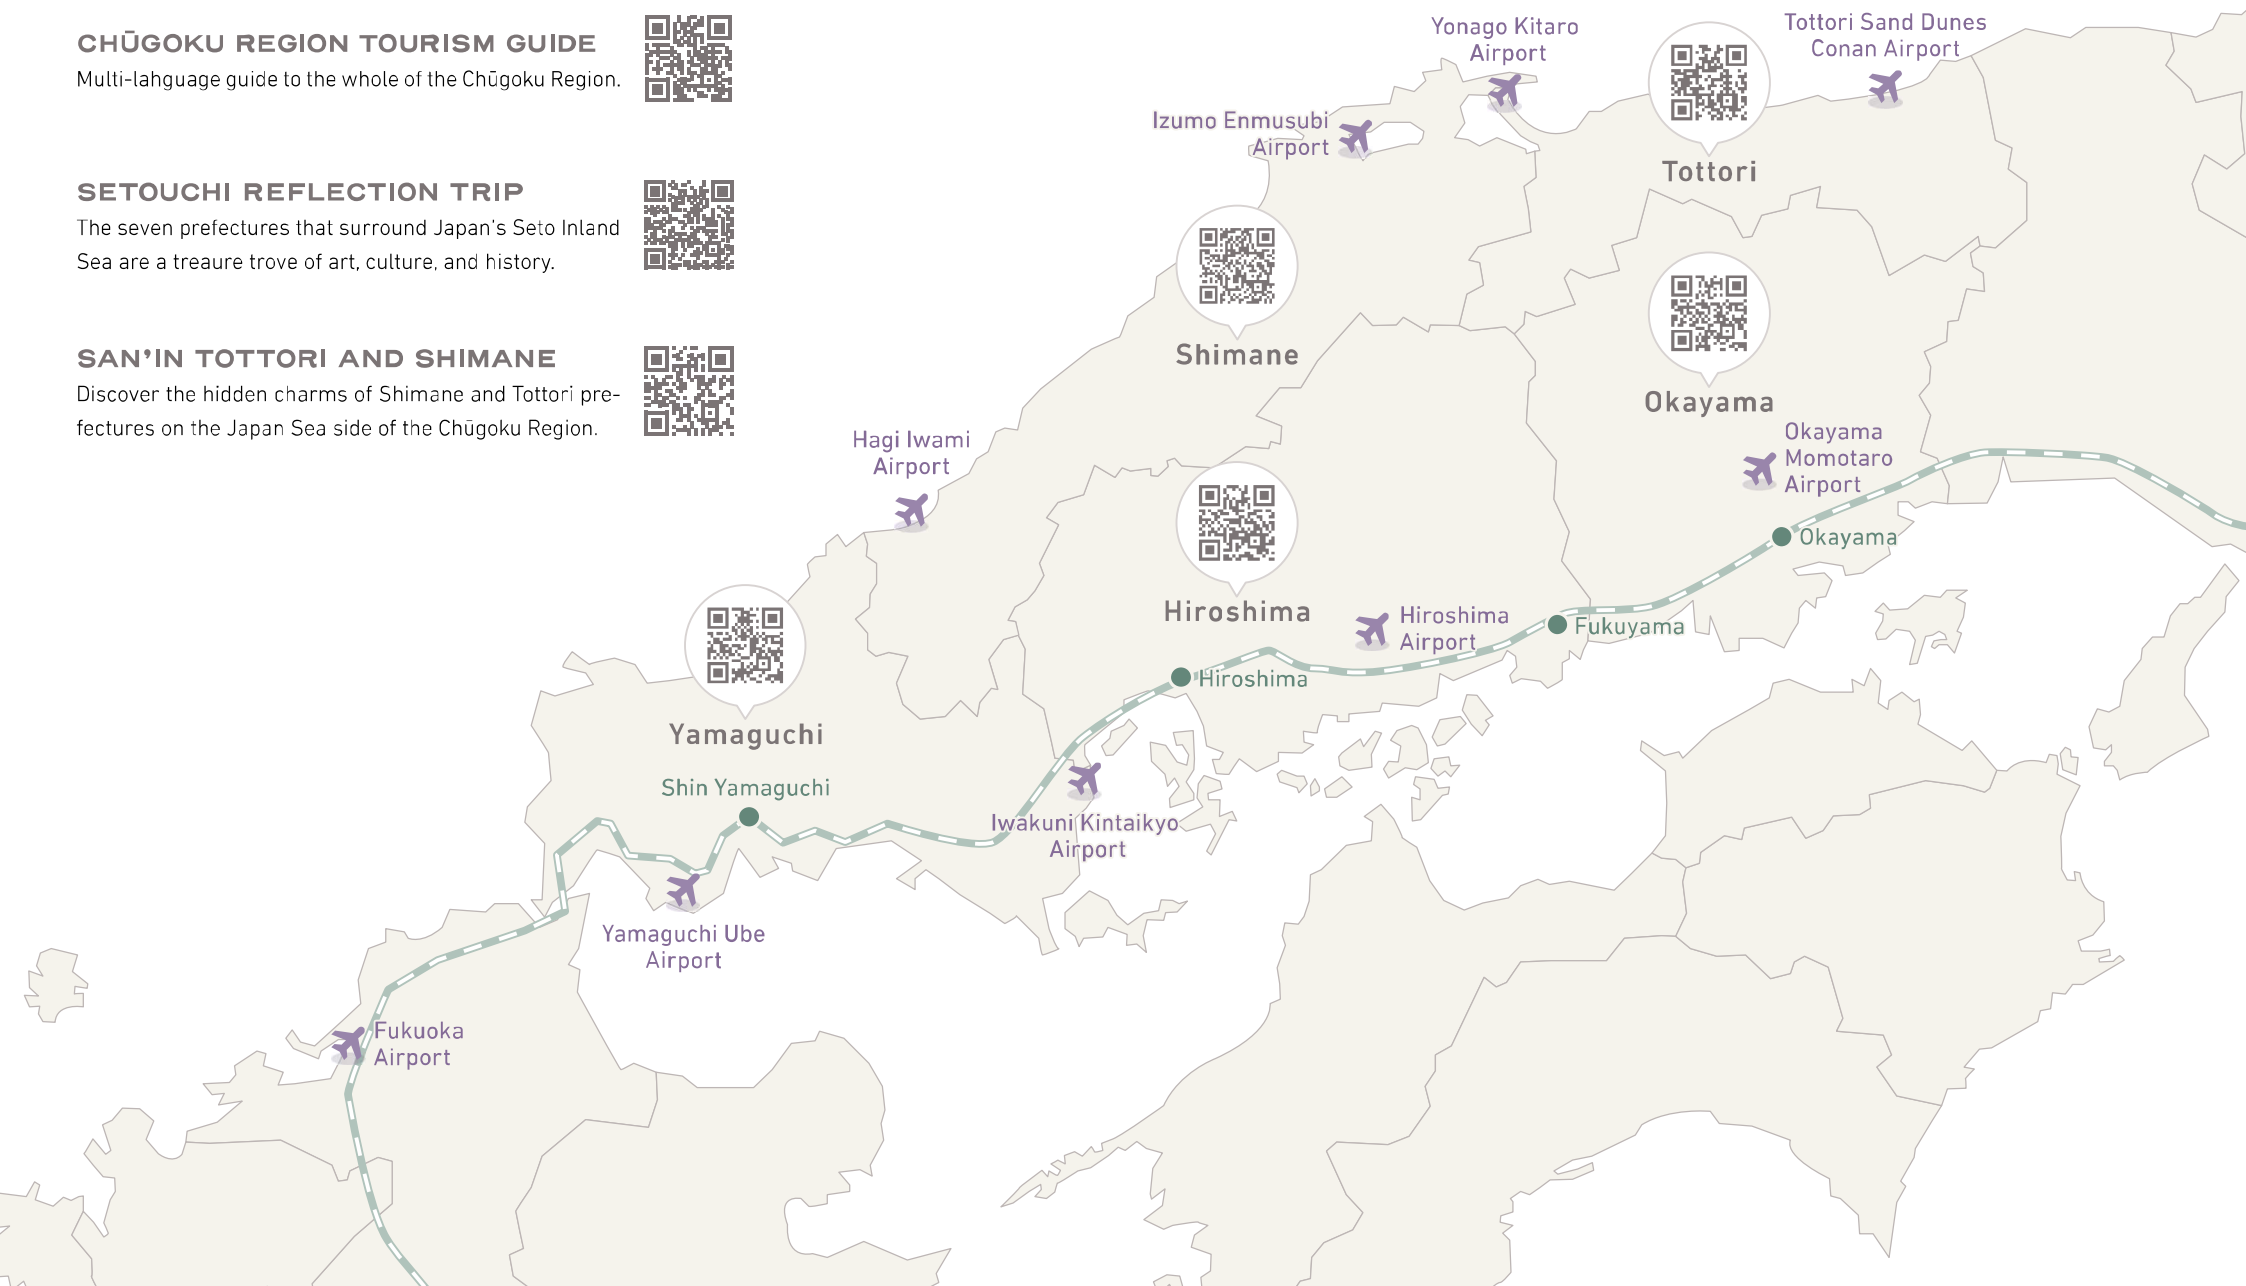 CHŪGOKU REGION TOURISM GUIDE
Multi-lahguage guide to the whole of the Chūgoku Region.
SETOUCHI REFLECTION TRIP
The seven prefectures that surround Japan's Seto Inland
Sea are a treaure trove of art, culture, and history.
SAN'IN TOTTORI AND SHIMANE
Discover the hidden charms of Shimane and Tottori pre-
fectures on the Japan Sea side of the Chūgoku Region.
Yonago Kitaro
Airport
Tottori Sand Dunes
Conan Airport
Izumo Enmusubi
Airport
Tottori
Shimane
Okayama
Hagi Iwami
Airport
Okayama
Momotaro
Airport
Okayama
Hiroshima
Hiroshima
Airport
Fukuyama
Hiroshima
Yamaguchi
Shin Yamaguchi
Iwakuni Kintaikyo
Airport
Yamaguchi Ube
Airport
Fukuoka
Airport